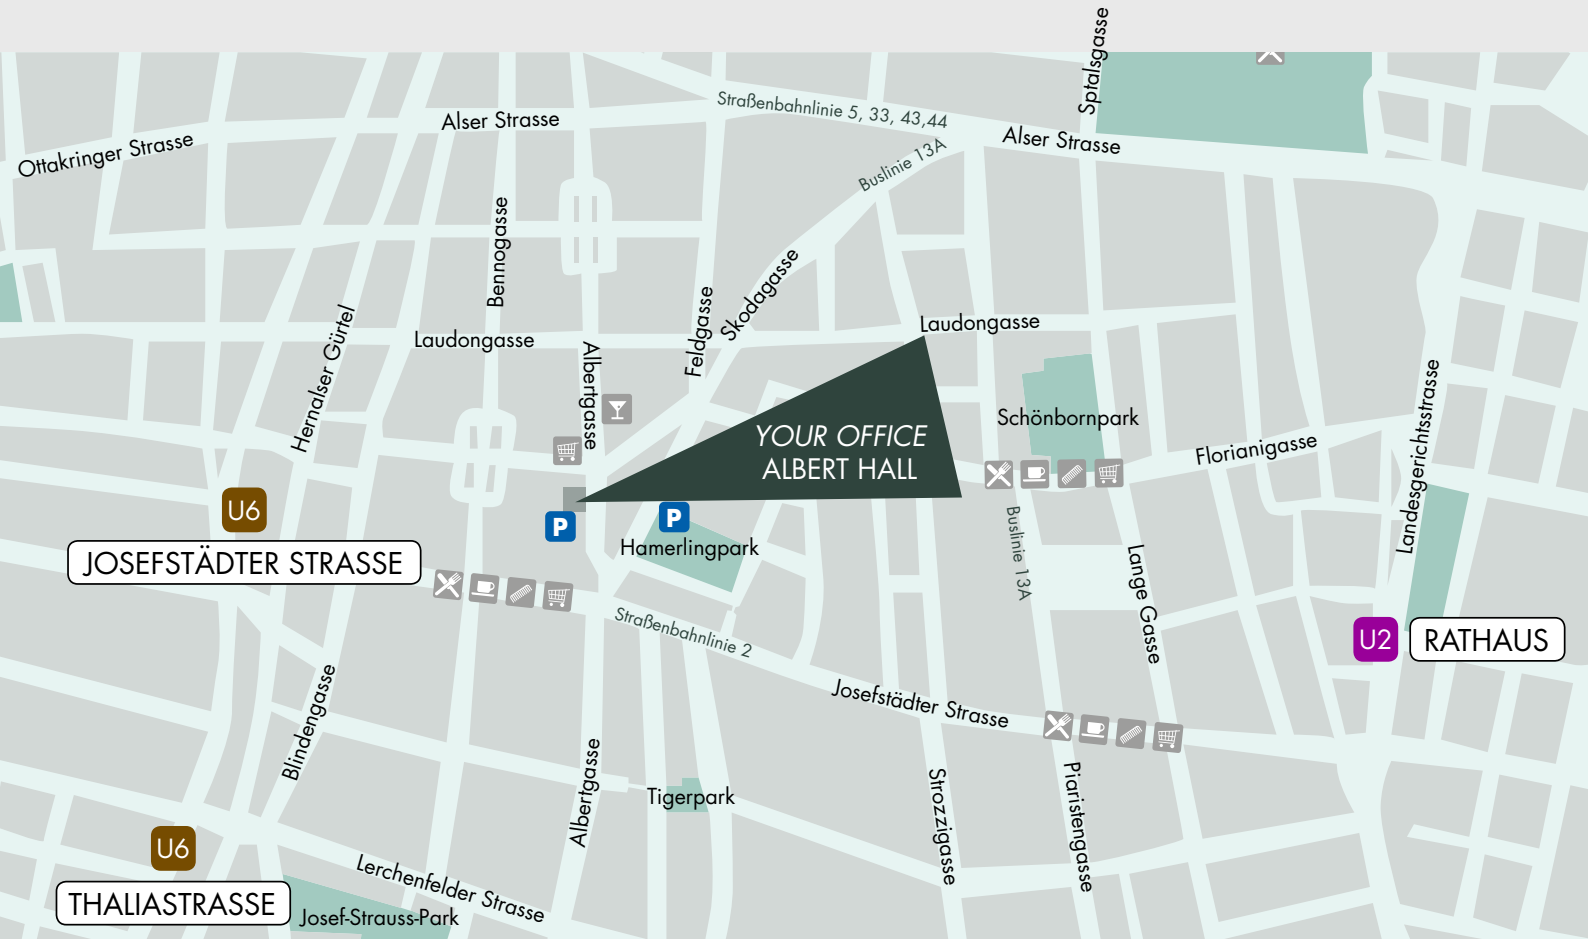 Sptalsgasse
Straßenbahnlinie 5, 33, 43,44
Alser Strasse
Alser Strasse
Ottakringer Strasse
Buslinie 13A
Bennogasse
Skodagasse
Feldgasse
Hernalser Gürtel
Laudongasse
Laudongasse
Albertgasse
Schönbornpark
YOUR OFFICE
ALBERT HALL
Florianigasse
Landesgerichtsstrasse
U6
JOSEFSTÄDTER STRASSE
P
P
Hamerlingpark
Buslinie 13A
Lange Gasse
Straßenbahnlinie 2
U2
RATHAUS
Blindengasse
Josefstädter Strasse
Albertgasse
Tigerpark
Strozzigasse
Piaristengasse
U6
THALIASTRASSE
Lerchenfelder Strasse
Josef-Strauss-Park